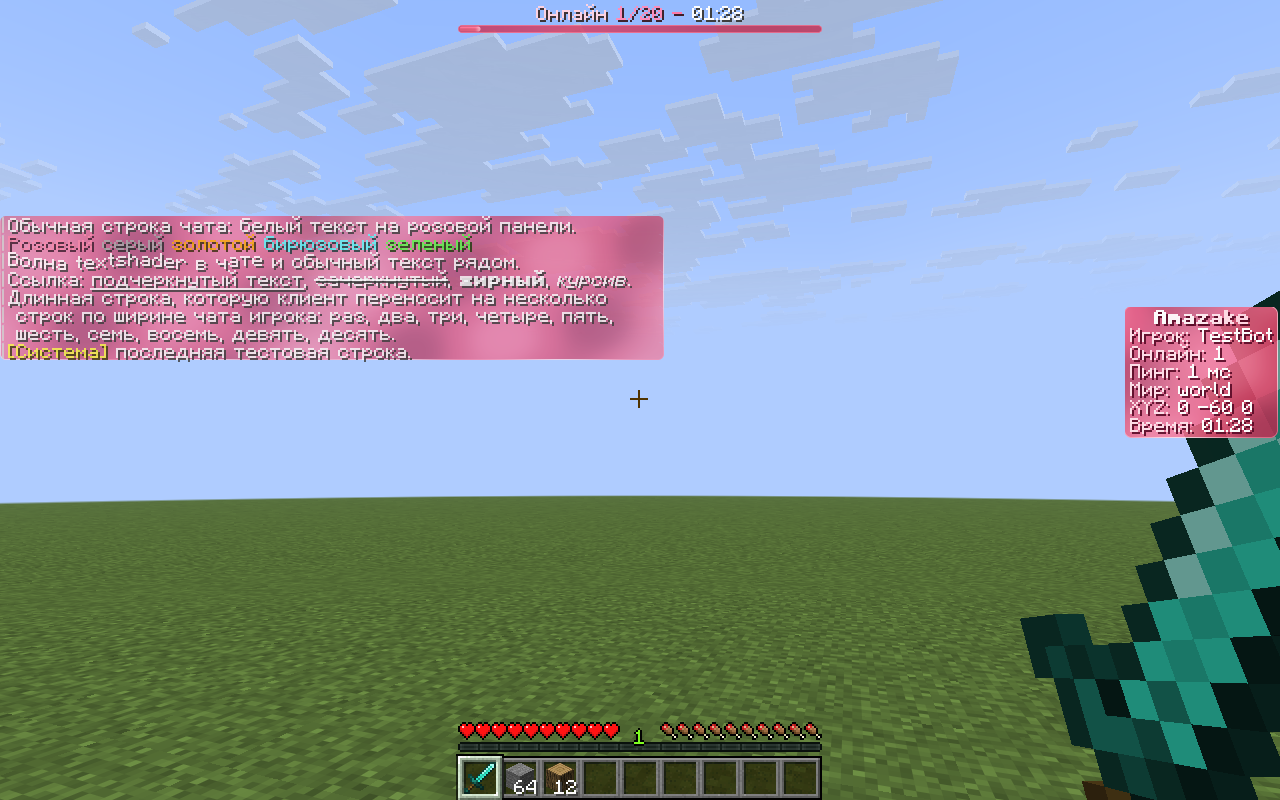 Онлайн 1/20 – 01:28
Обычная строка чата: белый текст на розовой панели.
Розовый серый золотой бирюзовый зеленый
Волна textshader в чате и обычный текст рядом.
Ссылка: подчеркнутый текст, зачеркнутый, жирный, курсив.
Длинная строка, которую клиент переносит на несколько
строк по ширине чата игрока: раз, два, три, четыре, пять,
шесть, семь, восемь, девять, десять.
[Система] последняя тестовая строка.
Amazake
Игрок: TestBot
Онлайн: 1
Пинг: 1 мс
Мир: world
XYZ: 0 -60 0
Время: 01:28
1
64
12